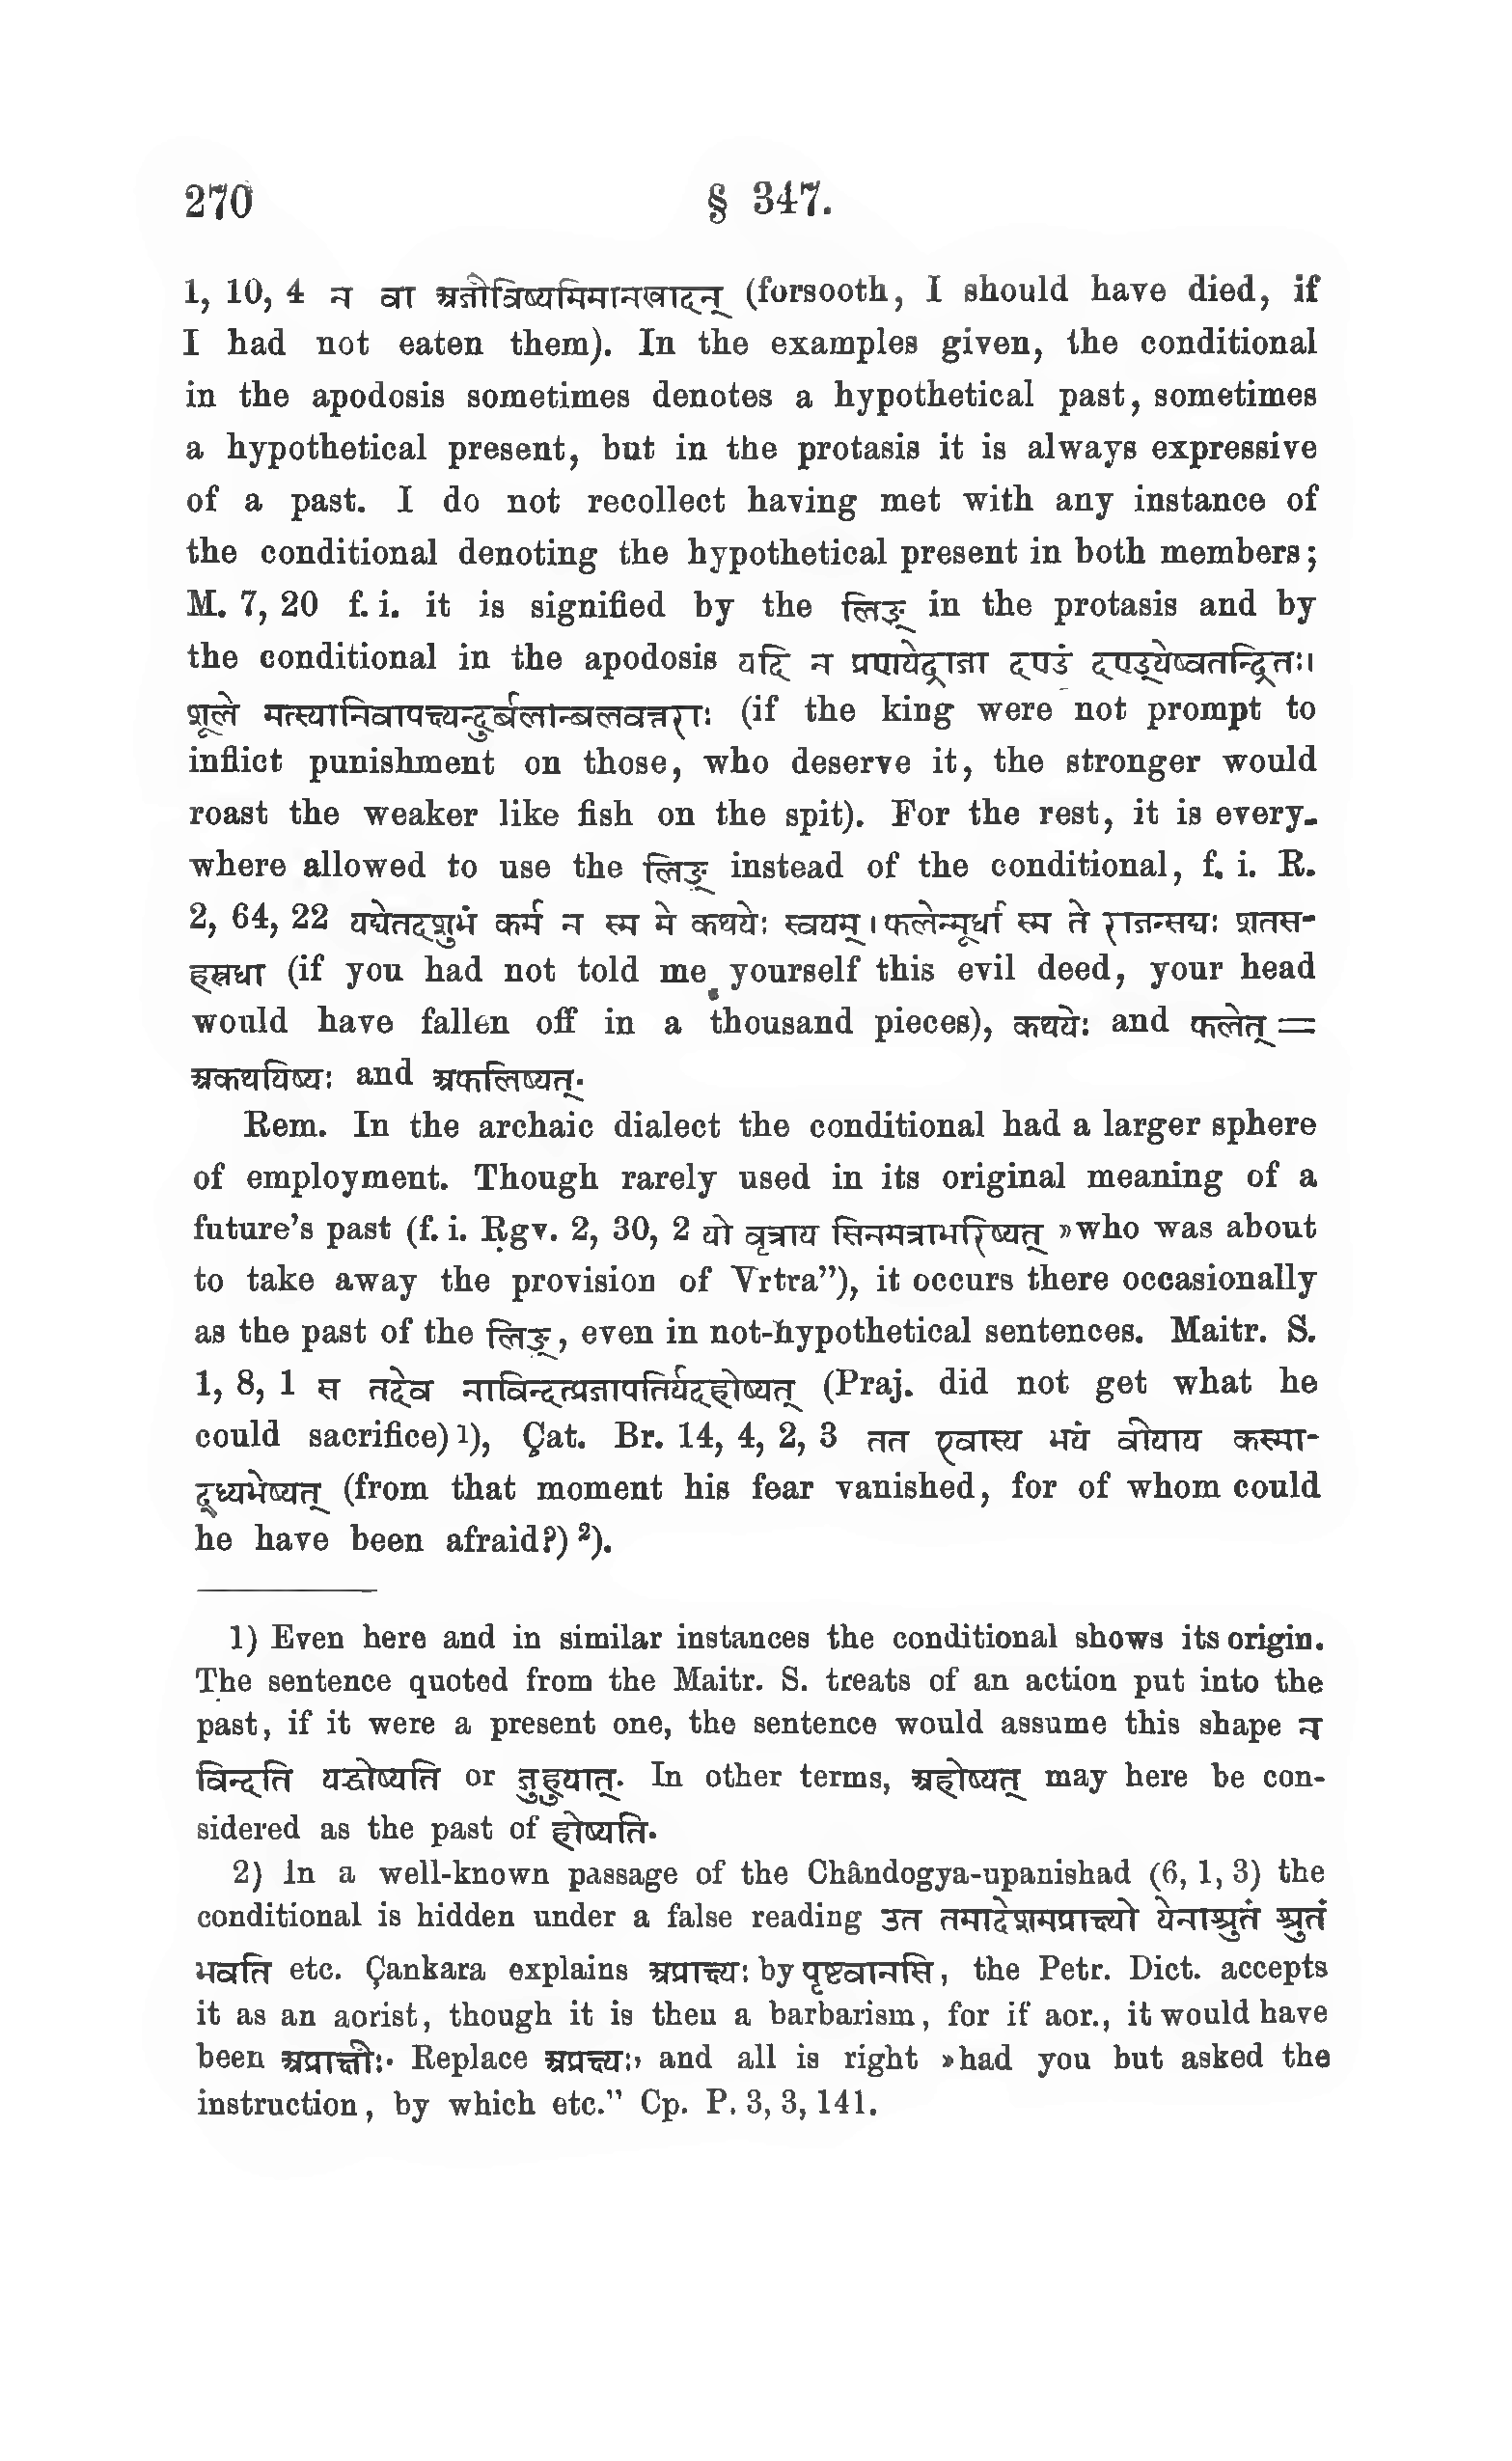 270 § 347.
1, 10, 4 न वा अजीविष्यमिमानखादन् (forsooth, I should have died, if
I had not eaten them). In the examples given, the conditional
in the apodosis sometimes denotes a hypothetical past, sometimes
a hypothetical present, but in the protasis it is always expressive
of a past. I do not recollect having met with any instance of
the conditional denoting the hypothetical present in both members;
M. 7, 20 f. i. it is signified by the लिङ् in the protasis and by
the conditional in the apodosis यदि न प्रणयेद्राजा दण्डं दण्ड्येष्वतन्द्रितः।
शूले मत्स्यानिवापक्ष्यन्दुर्बलान्बलवत्तराः (if the king were not prompt to
inflict punishment on those, who deserve it, the stronger would
roast the weaker like fish on the spit). For the rest, it is every-
where allowed to use the लिङ् instead of the conditional, f. i. R.
2, 64, 22 यद्येतदशुभं कर्म न स्म मे कथयेः स्वयम् । फलेन्मूर्धा स्म ते राजन्सद्यः शतस-
हस्रधा (if you had not told me yourself this evil deed, your head
would have fallen off in a thousand pieces), कथयेः and फलेत् =
अकथयिष्यः and अफलिष्यत्.
Rem. In the archaic dialect the conditional had a larger sphere
of employment. Though rarely used in its original meaning of a
future's past (f. i. Ṛgv. 2, 30, 2 यो वृत्राय सिनमत्राभरिष्यत् »who was about
to take away the provision of Vrtra"), it occurs there occasionally
as the past of the लिङ्, even in not-hypothetical sentences. Maitr. S.
1, 8, 1 स तदेव नाविन्दत्प्रजापतिर्यदहोष्यत् (Praj. did not get what he
could sacrifice) 1), Çat. Br. 14, 4, 2, 3 तत एवास्य भयं वीयाय कस्मा-
द्ध्यभेष्यत् (from that moment his fear vanished, for of whom could
he have been afraid?) 2).
1) Even here and in similar instances the conditional shows its origin.
The sentence quoted from the Maitr. S. treats of an action put into the
past, if it were a present one, the sentence would assume this shape न
विन्दति यद्धोष्यति or जुहुयात्. In other terms, अहोष्यत् may here be con-
sidered as the past of होष्यति.
2) In a well-known passage of the Chândogya-upanishad (6, 1, 3) the
conditional is hidden under a false reading उत तमादेशमप्राक्ष्यो येनाश्रुतं श्रुतं
भवति etc. Çankara explains अप्राक्ष्यः by पृष्टवानसि, the Petr. Dict. accepts
it as an aorist, though it is then a barbarism, for if aor., it would have
been अप्राक्षीः. Replace अप्रक्ष्यः, and all is right »had you but asked the
instruction, by which etc." Cp. P. 3, 3, 141.